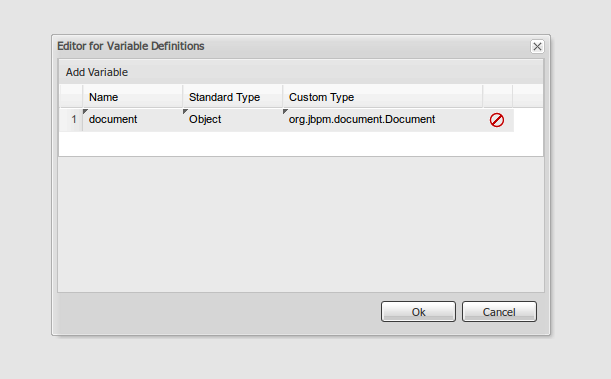 Editor for Variable Definitions
Add Variable
Name Standard Type Custom Type
1 document Object org.jbpm.document.Document
Ok Cancel